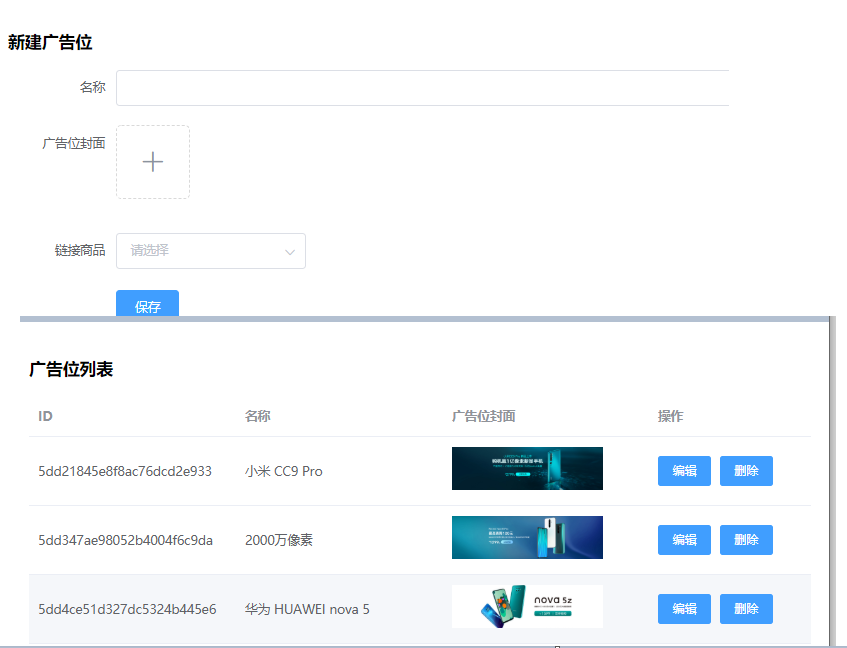 新建广告位
名称
广告位封面
链接商品
请选择
保存
广告位列表
ID 名称 广告位封面 操作
5dd21845e8f8ac76dcd2e933 小米 CC9 Pro 编辑 删除
5dd347ae98052b4004f6c9da 2000万像素 编辑 删除
5dd4ce51d327dc5324b445e6 华为 HUAWEI nova 5 nova 5z 编辑 删除